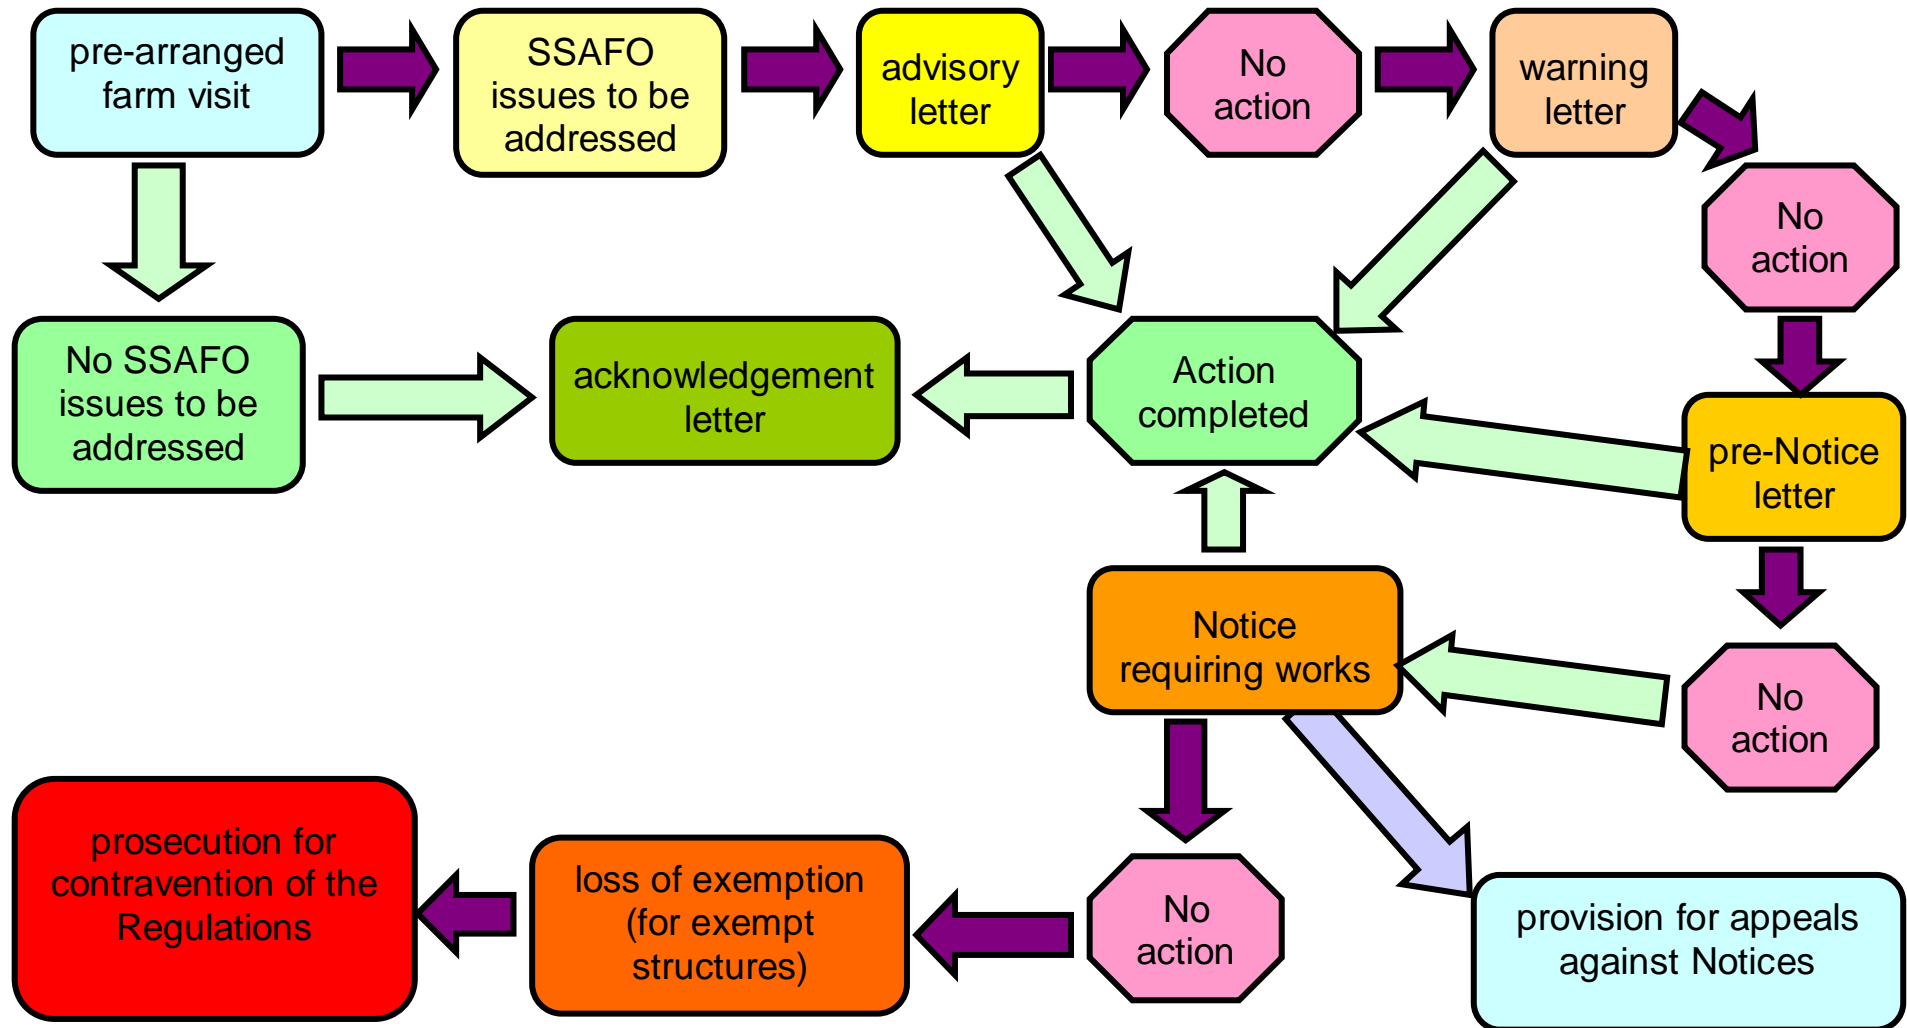 pre-arranged
farm visit
SSAFO
issues to be
addressed
advisory
letter
No
action
warning
letter
No
action
No SSAFO
issues to be
addressed
acknowledgement
letter
Action
completed
pre-Notice
letter
Notice
requiring works
No
action
prosecution for
contravention of the
Regulations
loss of exemption
(for exempt
structures)
No
action
provision for appeals
against Notices